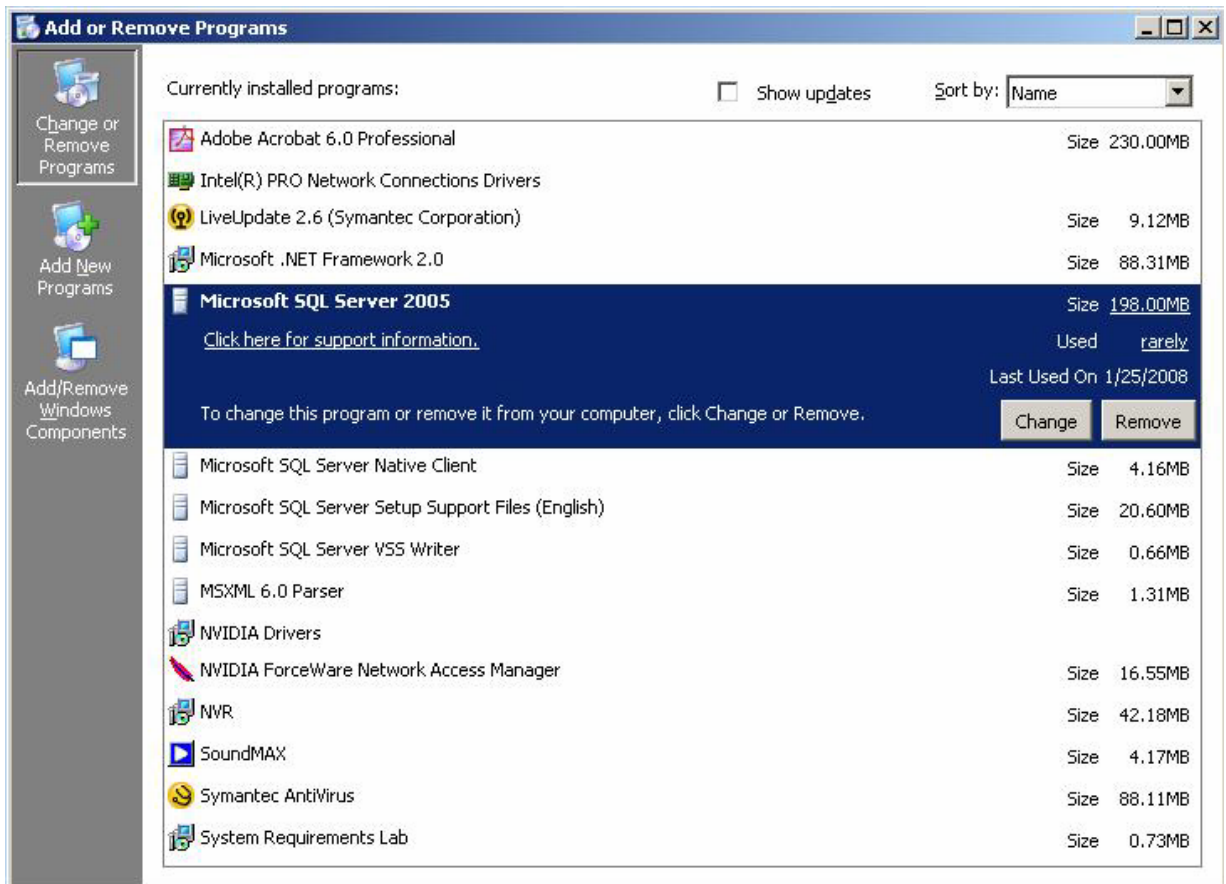 Add or Remove Programs
Change or
Remove
Programs
Add New
Programs
Add/Remove
Windows
Components
Currently installed programs:
Show updates
Sort by: Name
Adobe Acrobat 6.0 Professional Size 230.00MB
Intel(R) PRO Network Connections Drivers
LiveUpdate 2.6 (Symantec Corporation) Size 9.12MB
Microsoft .NET Framework 2.0 Size 88.31MB
Microsoft SQL Server 2005 Size 198.00MB
Click here for support information. Used rarely
Last Used On 1/25/2008
To change this program or remove it from your computer, click Change or Remove. Change Remove
Microsoft SQL Server Native Client Size 4.16MB
Microsoft SQL Server Setup Support Files (English) Size 20.60MB
Microsoft SQL Server VSS Writer Size 0.66MB
MSXML 6.0 Parser Size 1.31MB
NVIDIA Drivers
NVIDIA ForceWare Network Access Manager Size 16.55MB
NVR Size 42.18MB
SoundMAX Size 4.17MB
Symantec AntiVirus Size 88.11MB
System Requirements Lab Size 0.73MB